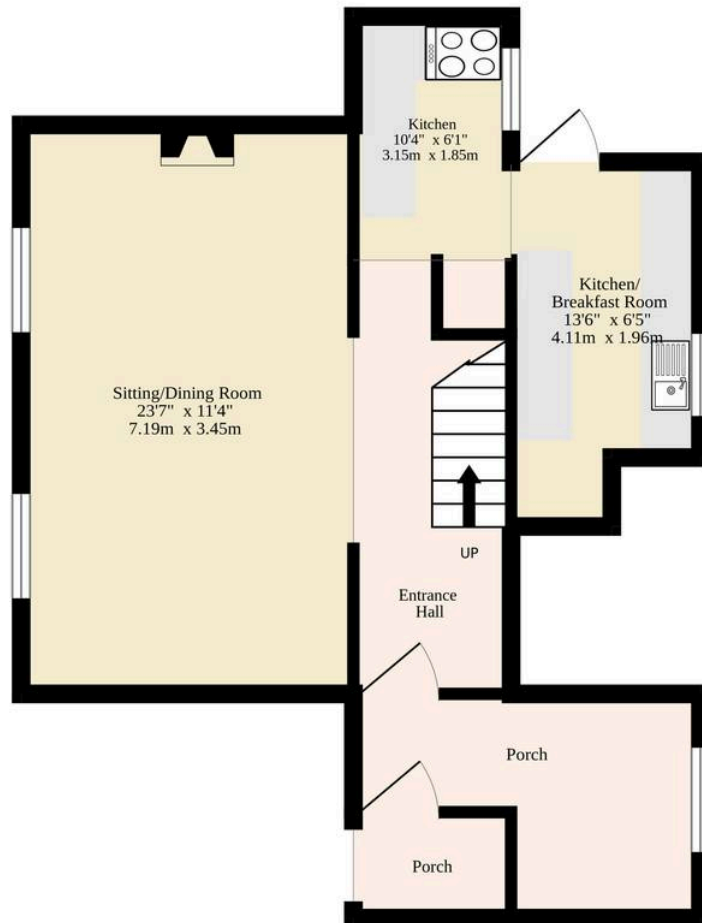 Kitchen
10'4" x 6'1"
3.15m x 1.85m
Kitchen/
Breakfast Room
13'6" x 6'5"
4.11m x 1.96m
Sitting/Dining Room
23'7" x 11'4"
7.19m x 3.45m
UP
Entrance
Hall
Porch
Porch